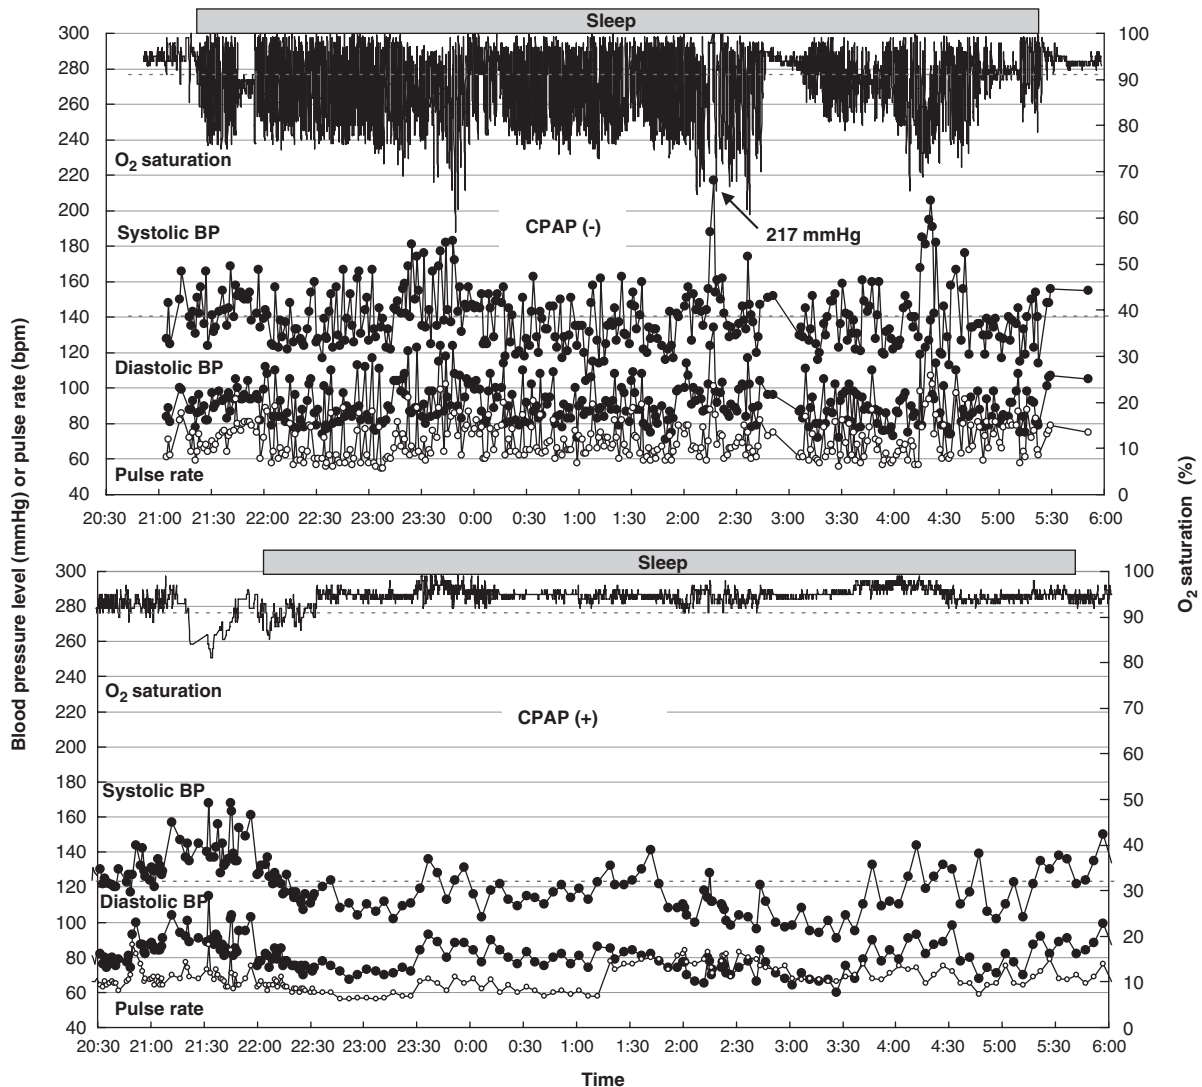 Sleep
300
280
260
240
220
200
180
160
140
120
100
80
60
40
100
90
80
70
60
50
40
30
20
10
0
O2 saturation
Systolic BP
CPAP (-)
217 mmHg
Diastolic BP
Pulse rate
20:30 21:00 21:30 22:00 22:30 23:00 23:30 0:00 0:30 1:00 1:30 2:00 2:30 3:00 3:30 4:00 4:30 5:00 5:30 6:00
Blood pressure level (mmHg) or pulse rate (bpm)
O2 saturation (%)
Sleep
300
280
260
240
220
200
180
160
140
120
100
80
60
40
100
90
80
70
60
50
40
30
20
10
0
O2 saturation
CPAP (+)
Systolic BP
Diastolic BP
Pulse rate
20:30 21:00 21:30 22:00 22:30 23:00 23:30 0:00 0:30 1:00 1:30 2:00 2:30 3:00 3:30 4:00 4:30 5:00 5:30 6:00
Time